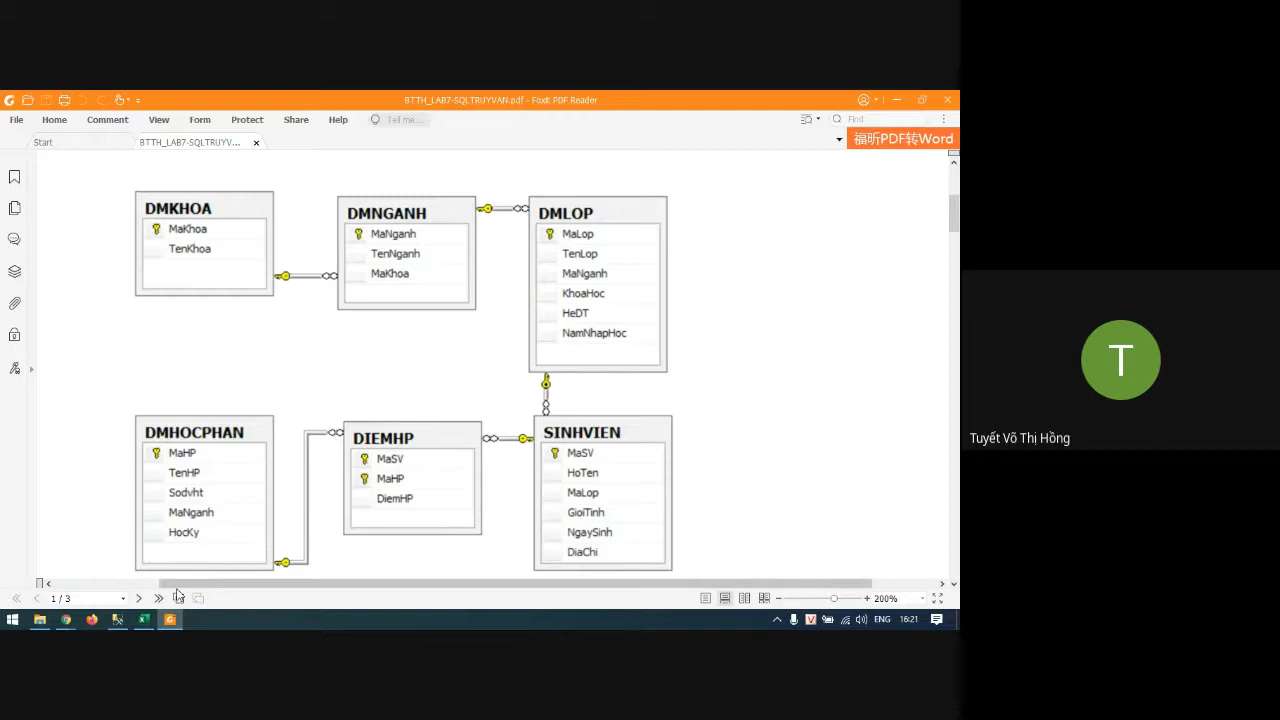 BTTH_LAB7-SQLTRUYVAN.pdf - Foxit PDF Reader
File Home Comment View Form Protect Share Help Tell me... Find
Start BTTH_LAB7-SQLTRUYV... 福昕PDF转Word
DMKHOA
MaKhoa
TenKhoa
DMNGANH
MaNganh
TenNganh
MaKhoa
DMLOP
MaLop
TenLop
MaNganh
KhoaHoc
HeDT
NamNhapHoc
DMHOCPHAN
MaHP
TenHP
Sodvht
MaNganh
HocKy
DIEMHP
MaSV
MaHP
DiemHP
SINHVIEN
MaSV
HoTen
MaLop
GioiTinh
NgaySinh
DiaChi
1 / 3 200%
ENG 16:21
T
Tuyết Võ Thị Hồng